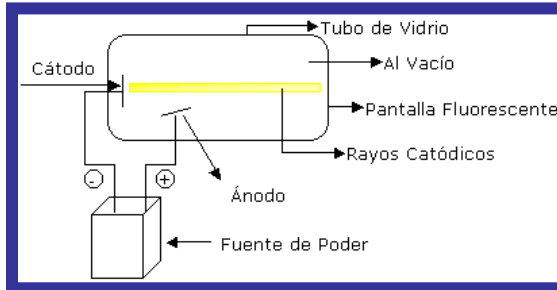 Tubo de Vidrio
Al Vacío
Cátodo
Pantalla Fluorescente
Rayos Catódicos
- +
Ánodo
Fuente de Poder